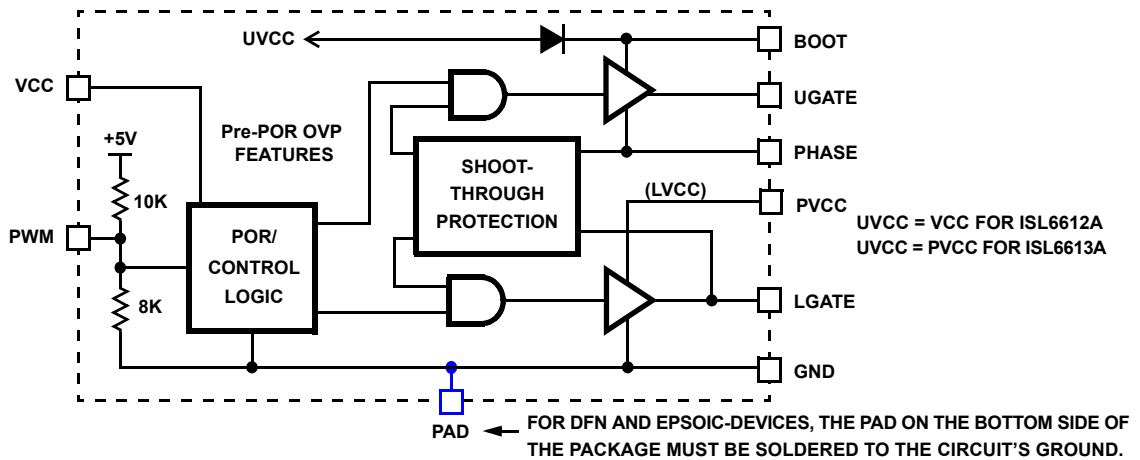 UVCC
BOOT
VCC
UGATE
+5V
Pre-POR OVP
FEATURES
SHOOT-
THROUGH
PROTECTION
PHASE
10K
(LVCC)
PVCC
UVCC = VCC FOR ISL6612A
UVCC = PVCC FOR ISL6613A
PWM
POR/
CONTROL
LOGIC
8K
LGATE
GND
PAD
FOR DFN AND EPSOIC-DEVICES, THE PAD ON THE BOTTOM SIDE OF
THE PACKAGE MUST BE SOLDERED TO THE CIRCUIT'S GROUND.